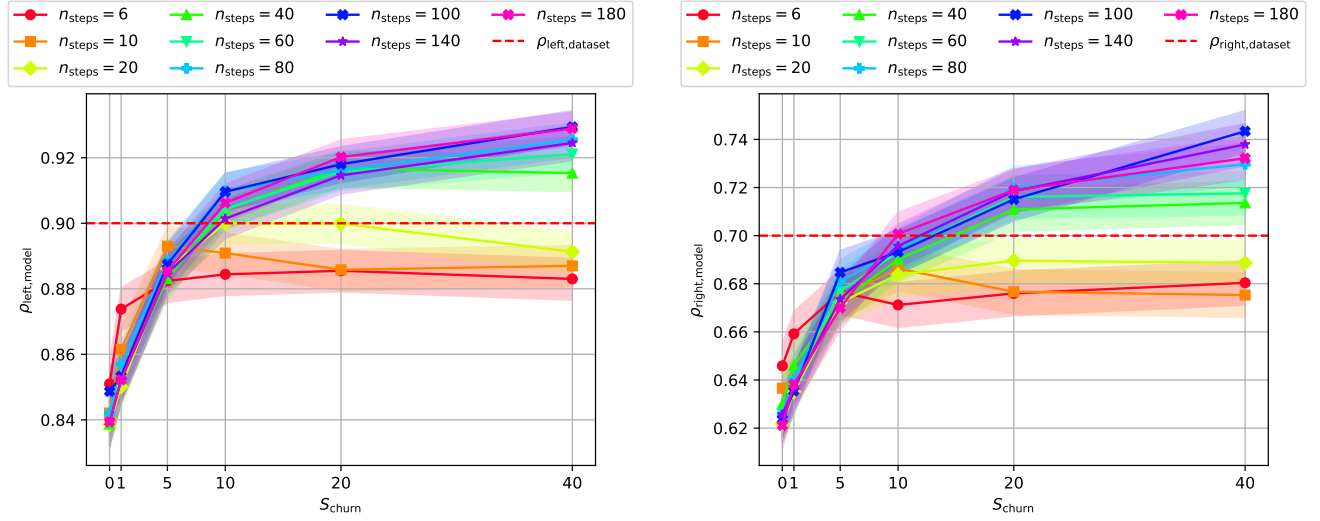 n_steps = 6 n_steps = 40 n_steps = 100 n_steps = 180
n_steps = 10 n_steps = 60 n_steps = 140 ρ_left,dataset
n_steps = 20 n_steps = 80
0.92
0.90
0.88
0.86
0.84
ρ_left,model
0 1 5 10 20 40
S_churn
n_steps = 6 n_steps = 40 n_steps = 100 n_steps = 180
n_steps = 10 n_steps = 60 n_steps = 140 ρ_right,dataset
n_steps = 20 n_steps = 80
0.74
0.72
0.70
0.68
0.66
0.64
0.62
ρ_right,model
0 1 5 10 20 40
S_churn